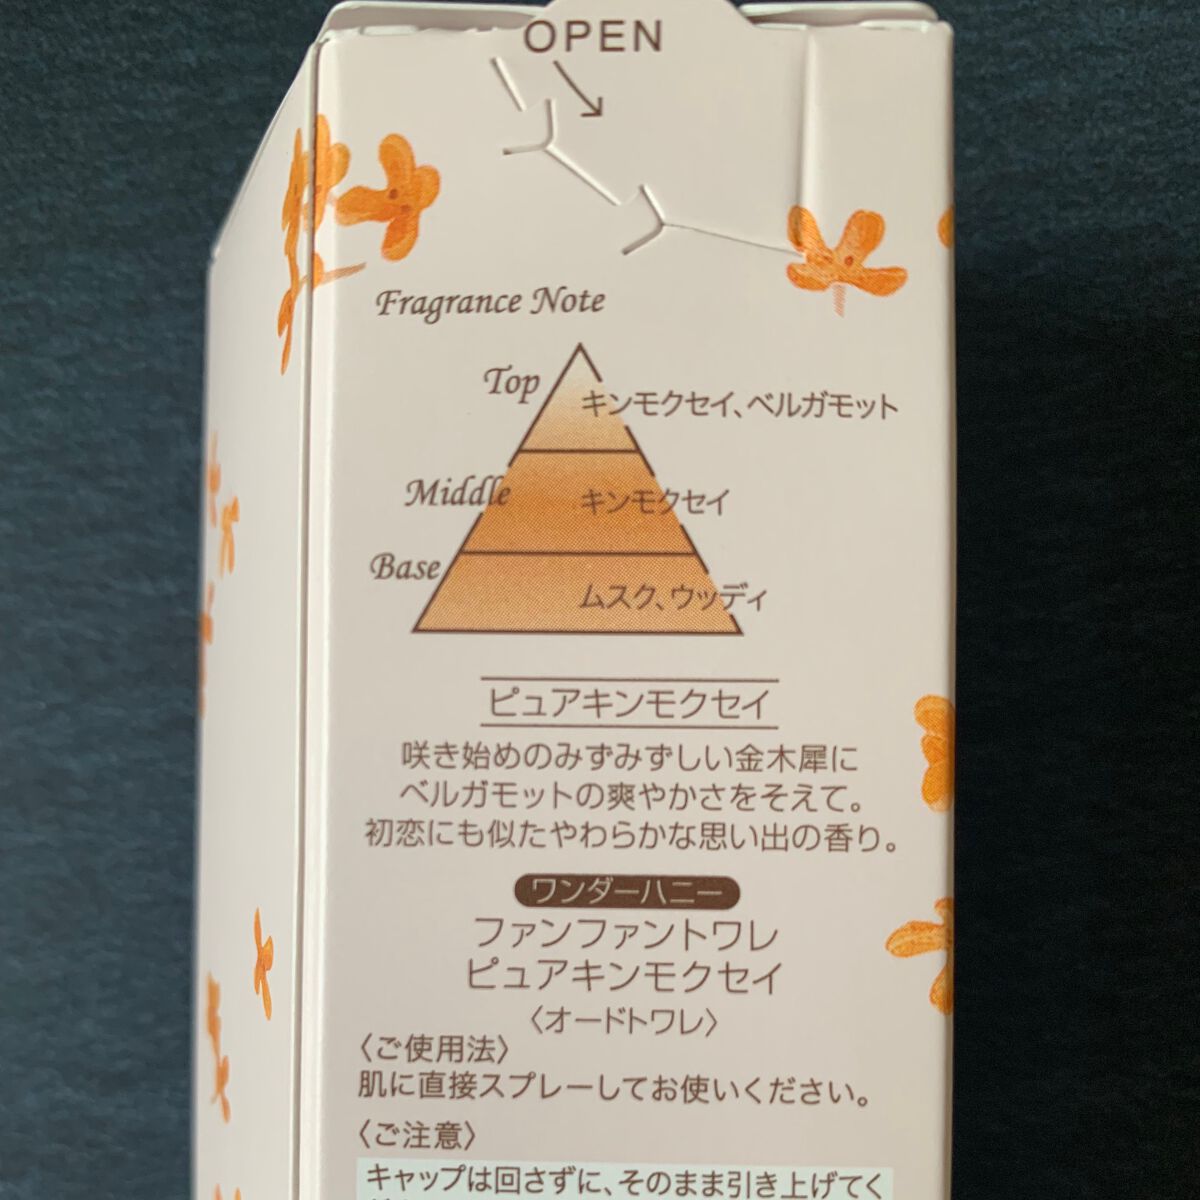 OPEN
Fragrance Note
Top
キンモクセイ、ベルガモット
Middle
キンモクセイ
Base
ムスク、ウッディ
ピュアキンモクセイ
咲き始めのみずみずしい金木犀に
ベルガモットの爽やかさをそえて。
初恋にも似たやわらかな思い出の香り。
ワンダーハニー
ファンファントワレ
ピュアキンモクセイ
〈オードトワレ〉
〈ご使用法〉
肌に直接スプレーしてお使いください。
〈ご注意〉
キャップは回さずに、そのまま引き上げてく